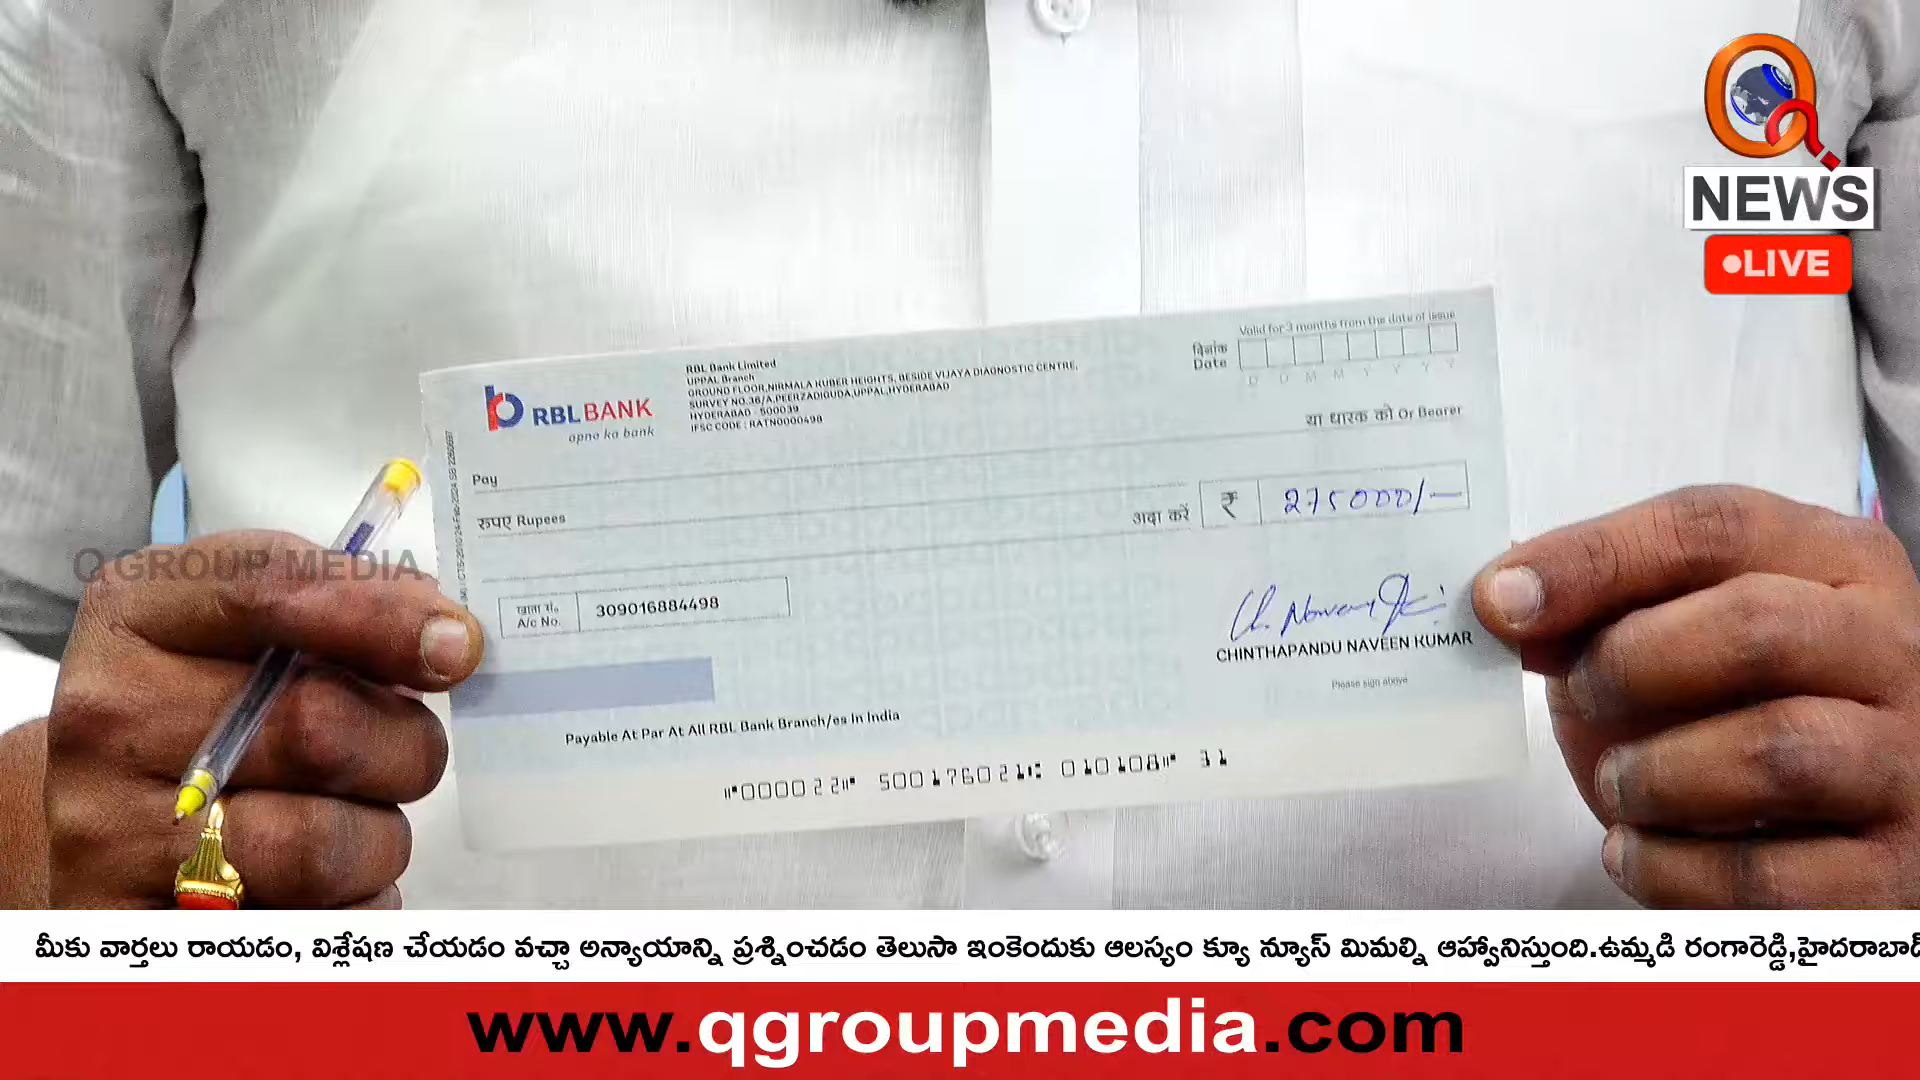 Q
NEWS
LIVE
Valid for 3 months from the date of issue
दिनांक
Date
D D M M Y Y Y Y
RBL Bank Limited
UPPAL Branch
GROUND FLOOR,NIRMALA KUBER HEIGHTS, BESIDE VIJAYA DIAGNOSTIC CENTRE,
SURVEY NO.38/A,PEERZADIGUDA,UPPAL,HYDERABAD
HYDERABAD 500039
IFSC CODE : RATN0000498
RBL BANK
apno ka bank
या धारक को Or Bearer
Pay
रुपए Rupees
अदा करें
₹ 275000/-
Q GROUP MEDIA
खाता सं०
A/c No.
309016884498
Ch. Naveen
CHINTHAPANDU NAVEEN KUMAR
Please sign above
Payable At Par At All RBL Bank Branch/es In India
⑈000022⑈ 500176021⑆ 010108⑈ 31
మీకు వార్తలు రాయడం, విశ్లేషణ చేయడం వచ్చా అన్యాయాన్ని ప్రశ్నించడం తెలుసా ఇంకెందుకు ఆలస్యం క్యూ న్యూస్ మిమల్ని ఆహ్వానిస్తుంది.ఉమ్మడి రంగారెడ్డి,హైదరాబాద్
www.qgroupmedia.com